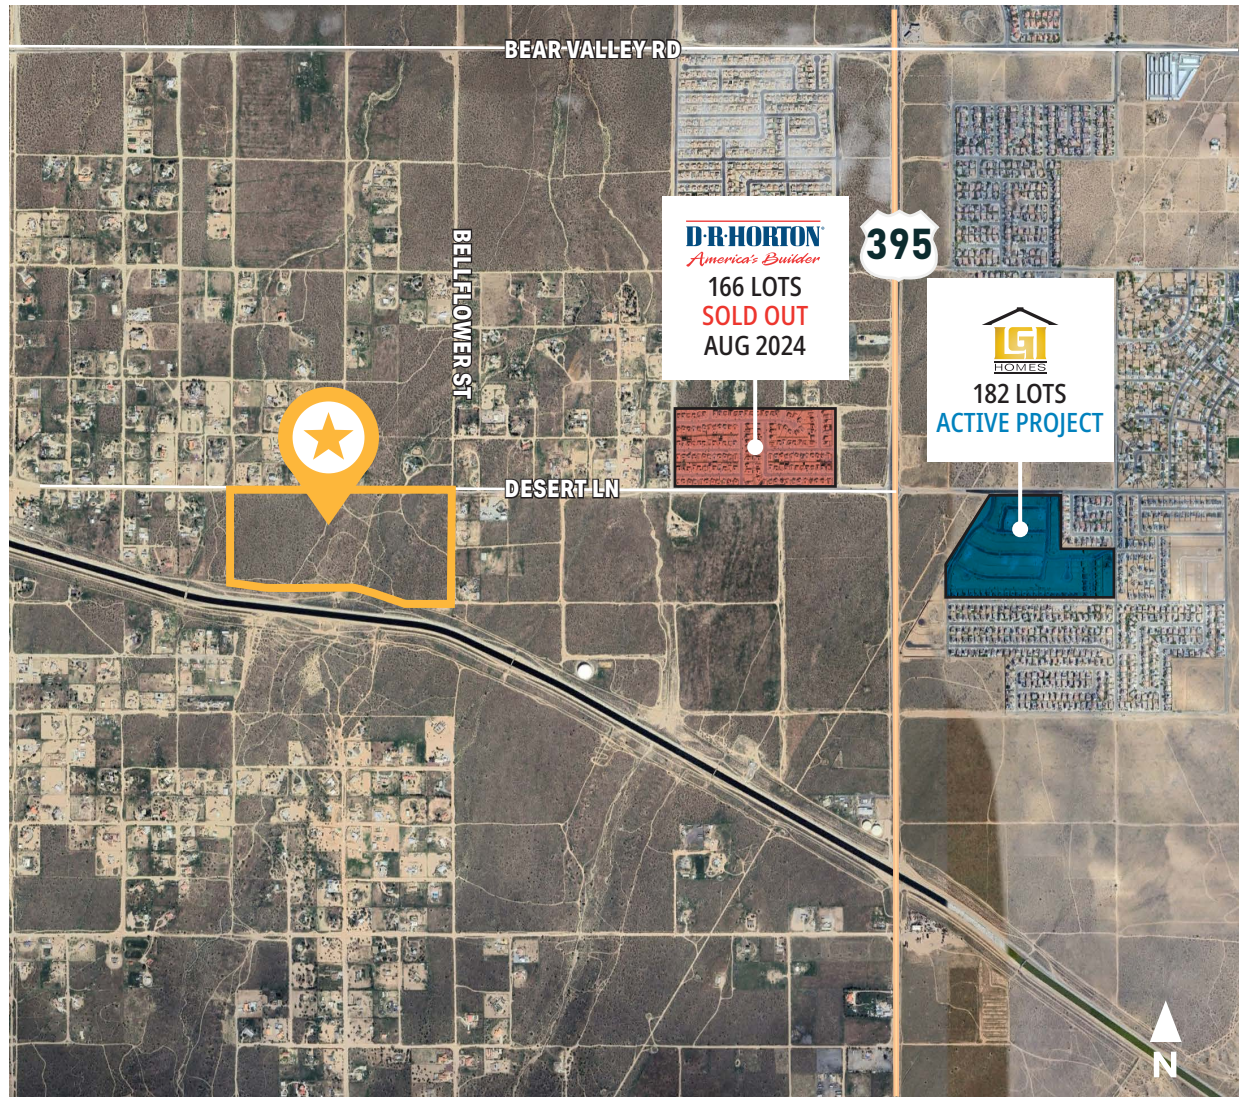 BEAR VALLEY RD
BELLFLOWER ST
D·R·HORTON
America's Builder
166 LOTS
SOLD OUT
AUG 2024
395
LGI
HOMES
182 LOTS
ACTIVE PROJECT
DESERT LN
N